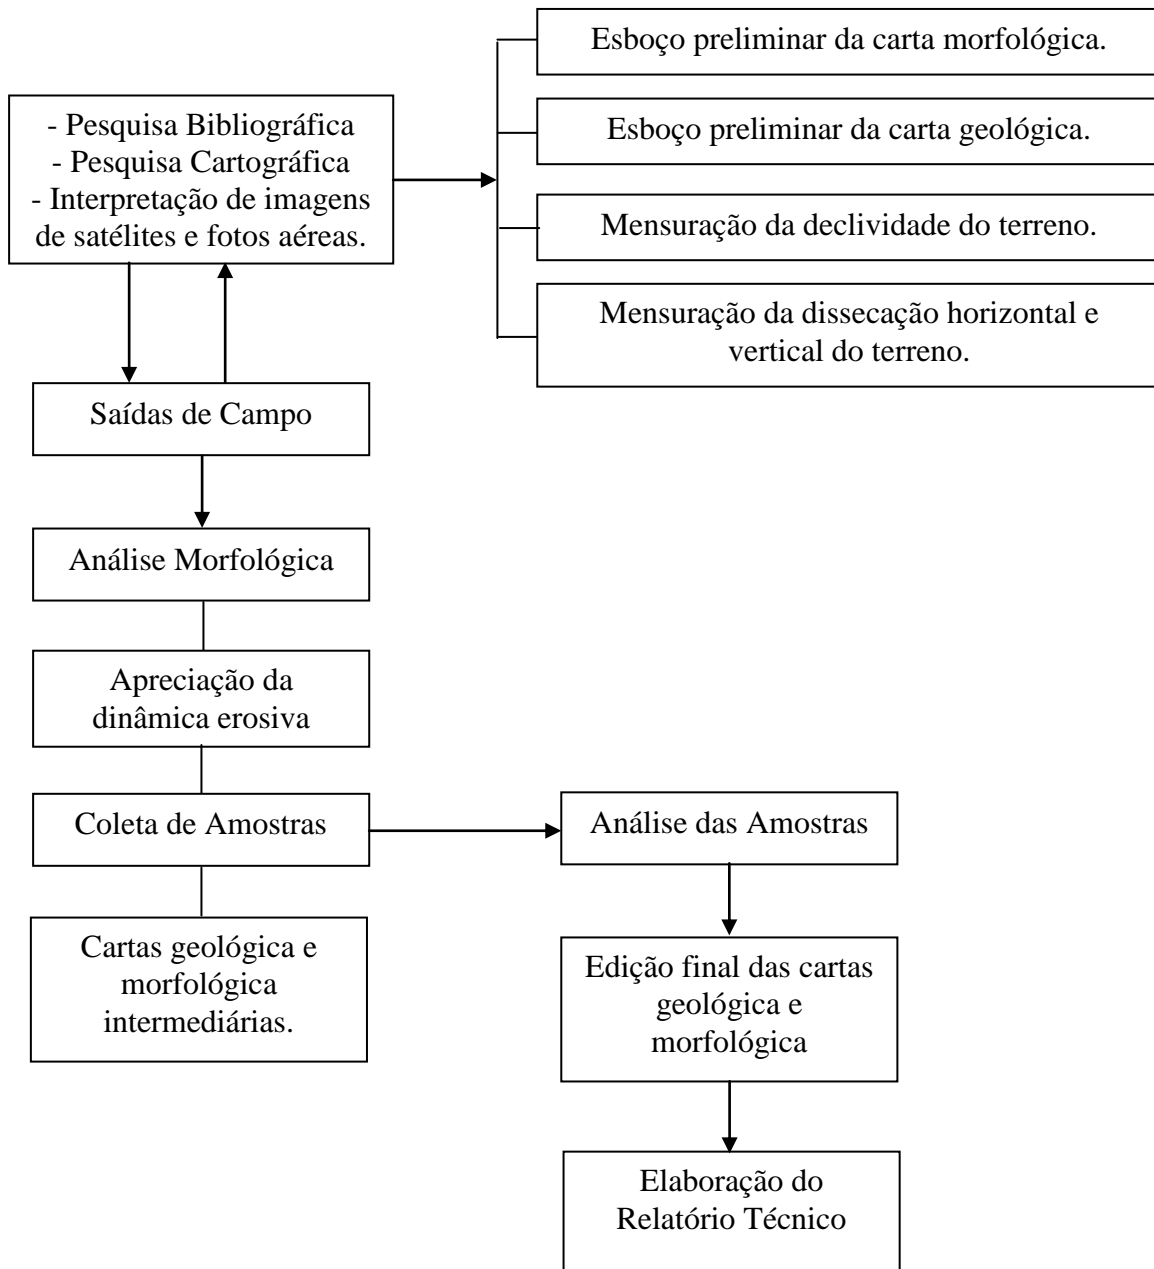 Esboço preliminar da carta morfológica.
- Pesquisa Bibliográfica
- Pesquisa Cartográfica
- Interpretação de imagens
de satélites e fotos aéreas.
Esboço preliminar da carta geológica.
Mensuração da declividade do terreno.
Mensuração da dissecação horizontal e
vertical do terreno.
Saídas de Campo
Análise Morfológica
Apreciação da
dinâmica erosiva
Coleta de Amostras
Análise das Amostras
Cartas geológica e
morfológica
intermediárias.
Edição final das cartas
geológica e
morfológica
Elaboração do
Relatório Técnico